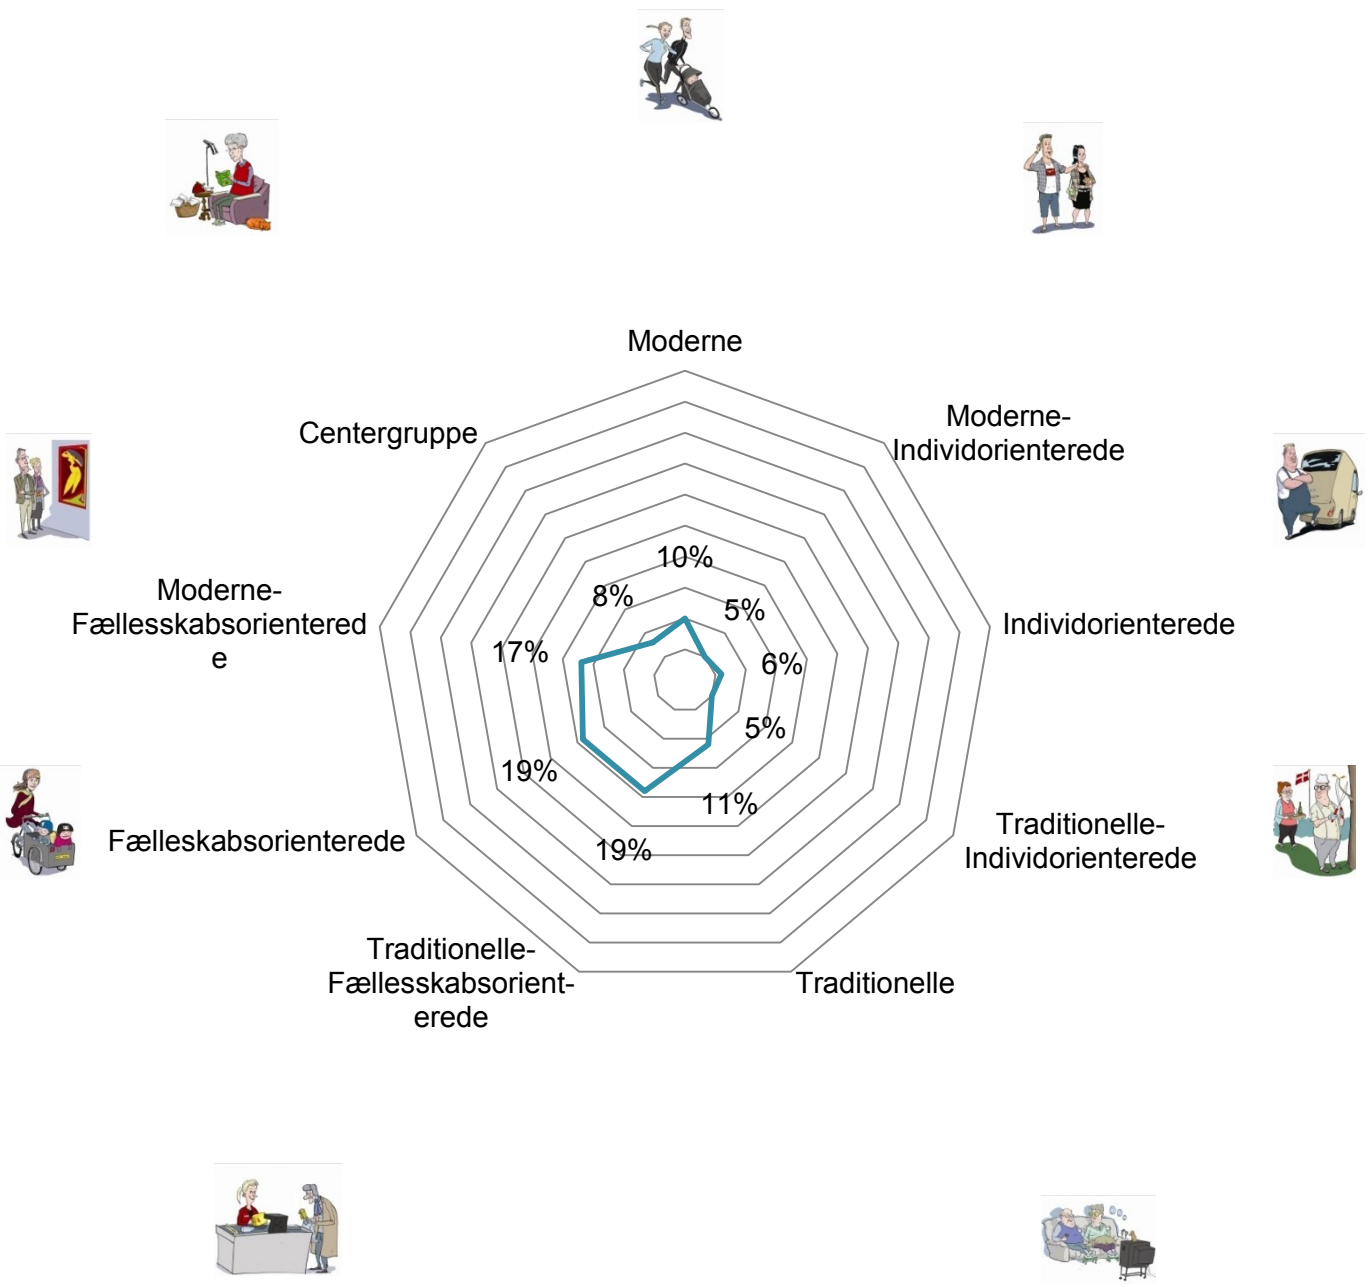 Moderne
Moderne-
Individorienterede
Centergruppe
10%
8%
5%
Moderne-
Fællesskabsorientered
e
17%
6%
Individorienterede
5%
19%
11%
Fælleskabsorienterede
19%
Traditionelle-
Individorienterede
Traditionelle-
Fællesskabsorient-
erede
Traditionelle